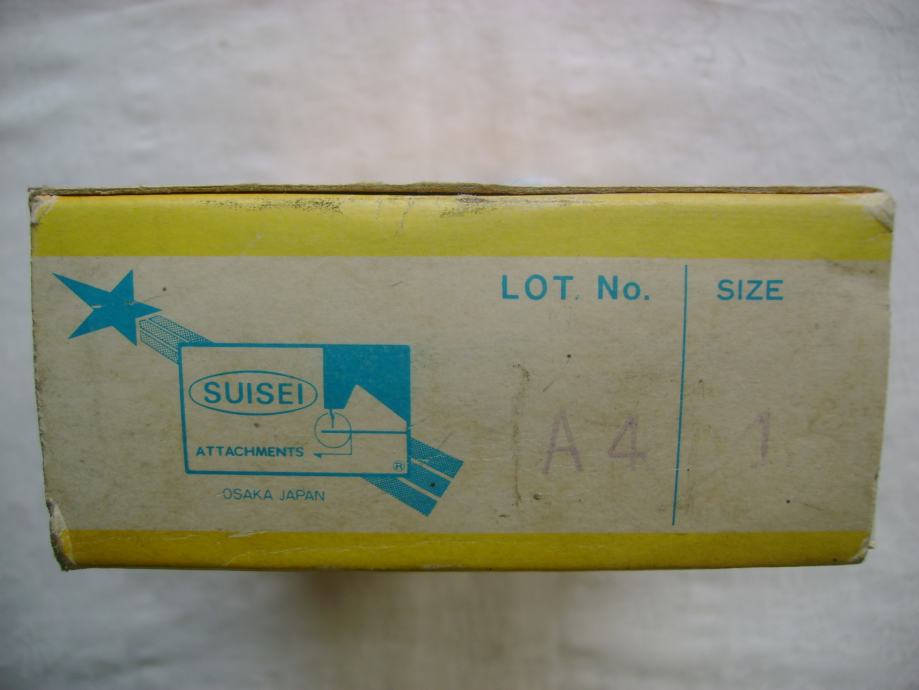 LOT. No.
SIZE
SUISEI
ATTACHMENTS
®
OSAKA JAPAN
A4
1